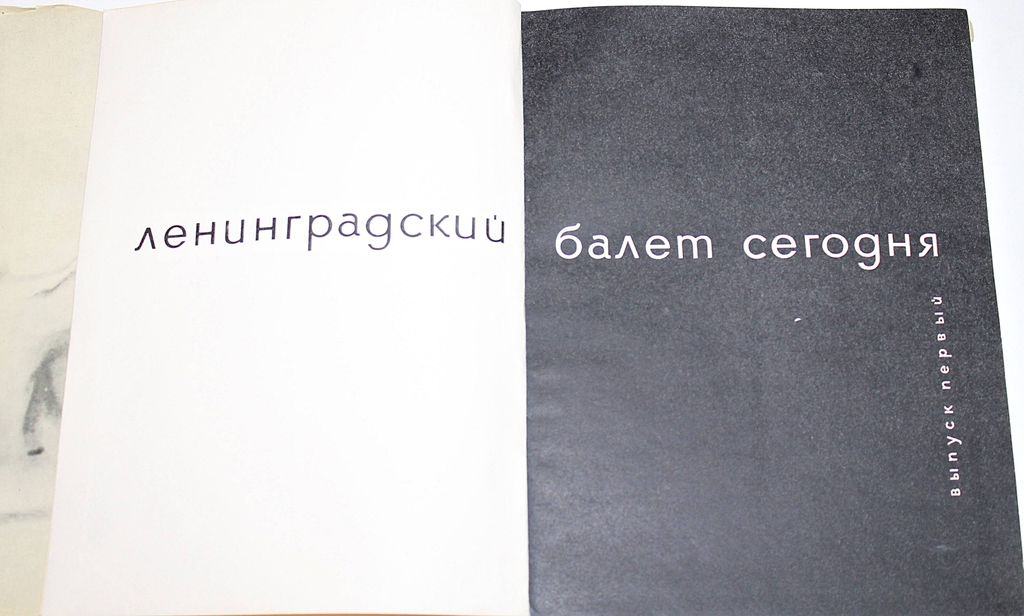 ленинградский балет сегодня
выпуск первый